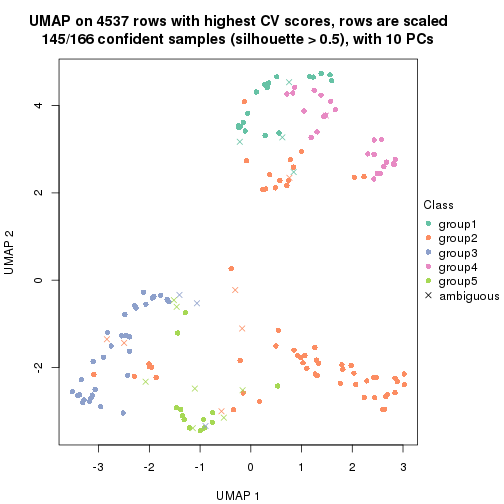 UMAP on 4537 rows with highest CV scores, rows are scaled
145/166 confident samples (silhouette > 0.5), with 10 PCs
4
2
0
-2
UMAP 2
-3
-2
-1
0
1
2
3
UMAP 1
Class
group1
group2
group3
group4
group5
ambiguous